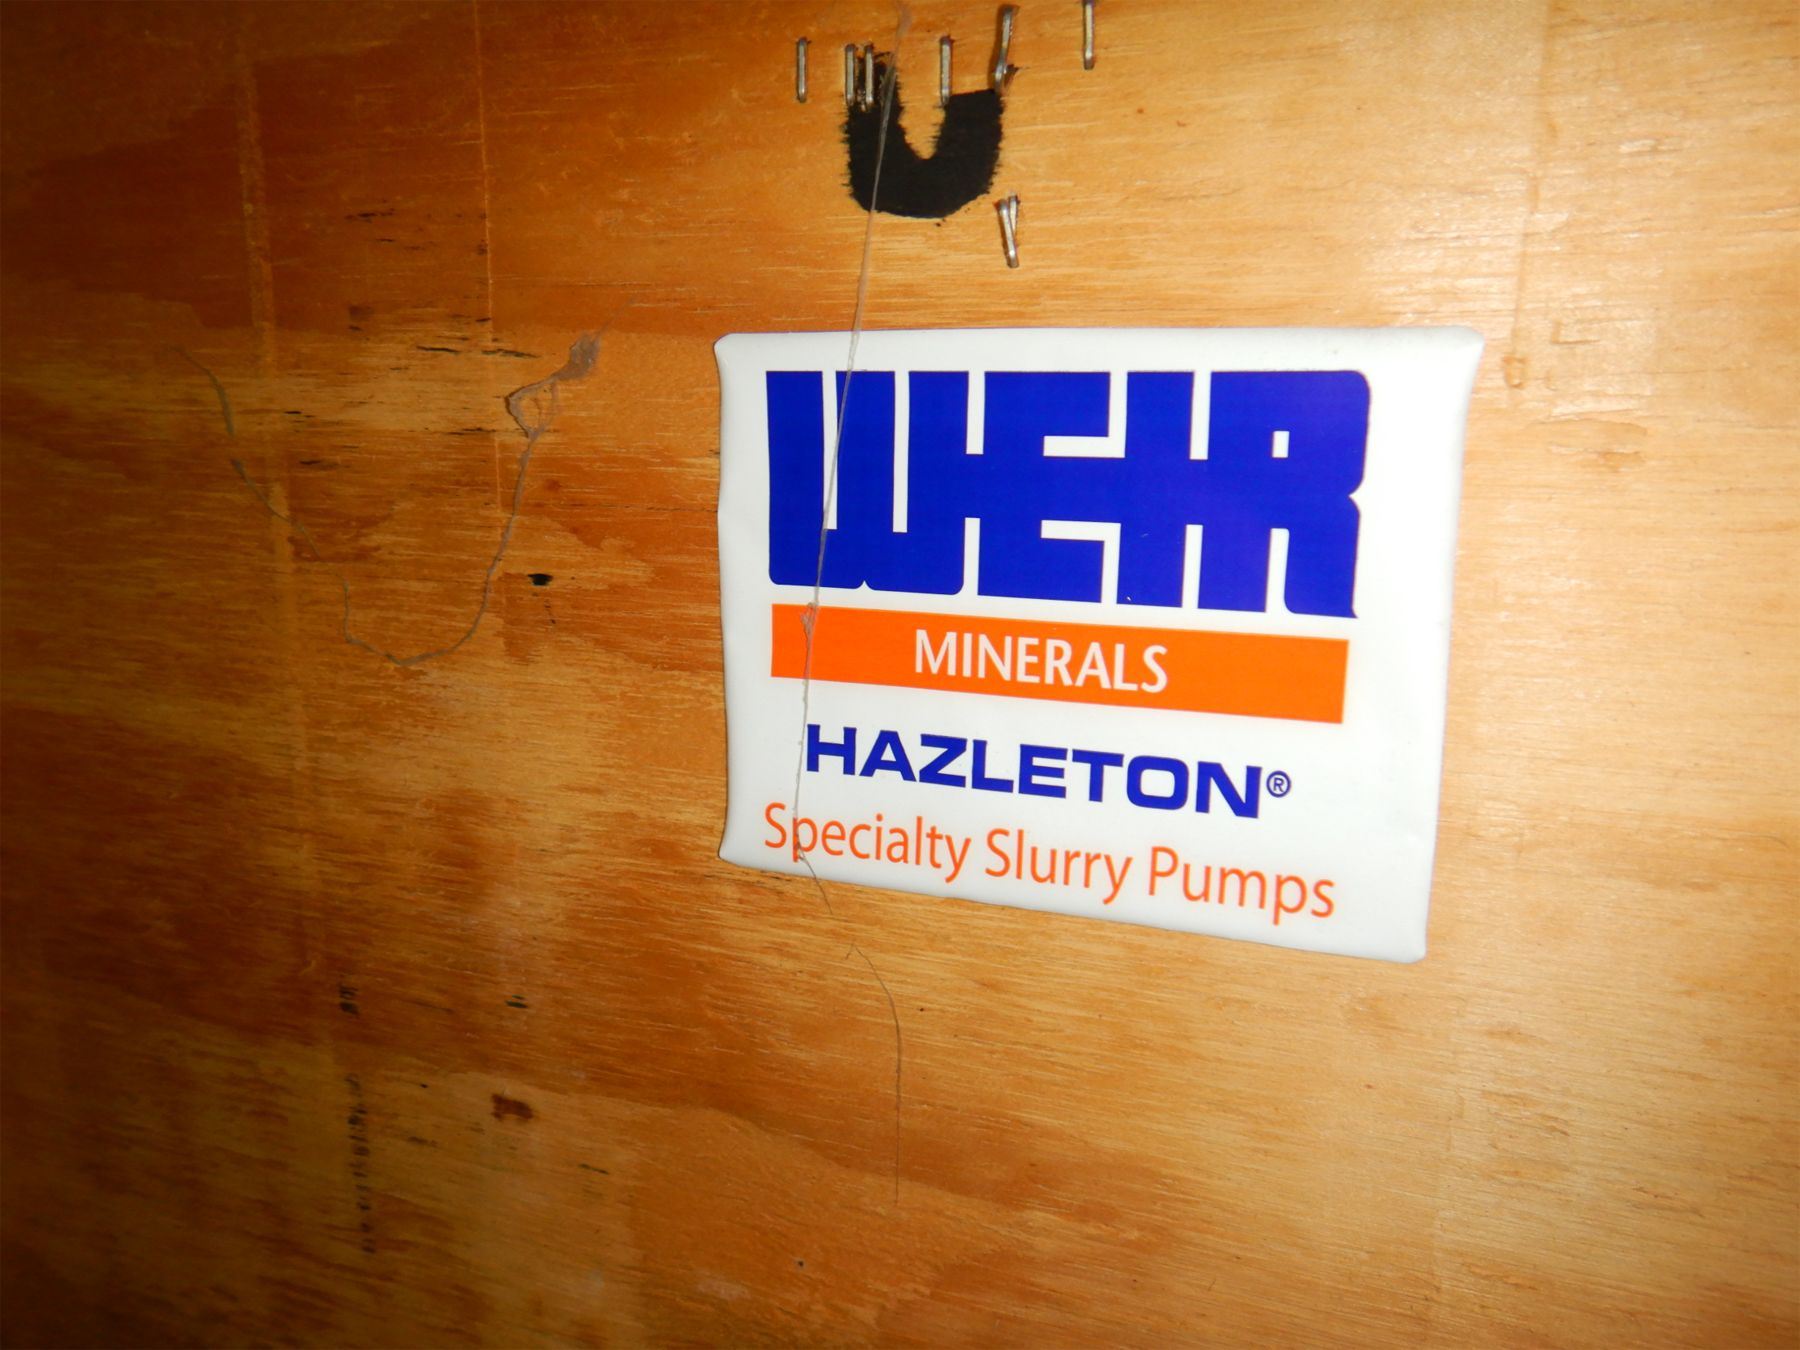 WEIR
MINERALS
HAZLETON®
Specialty Slurry Pumps